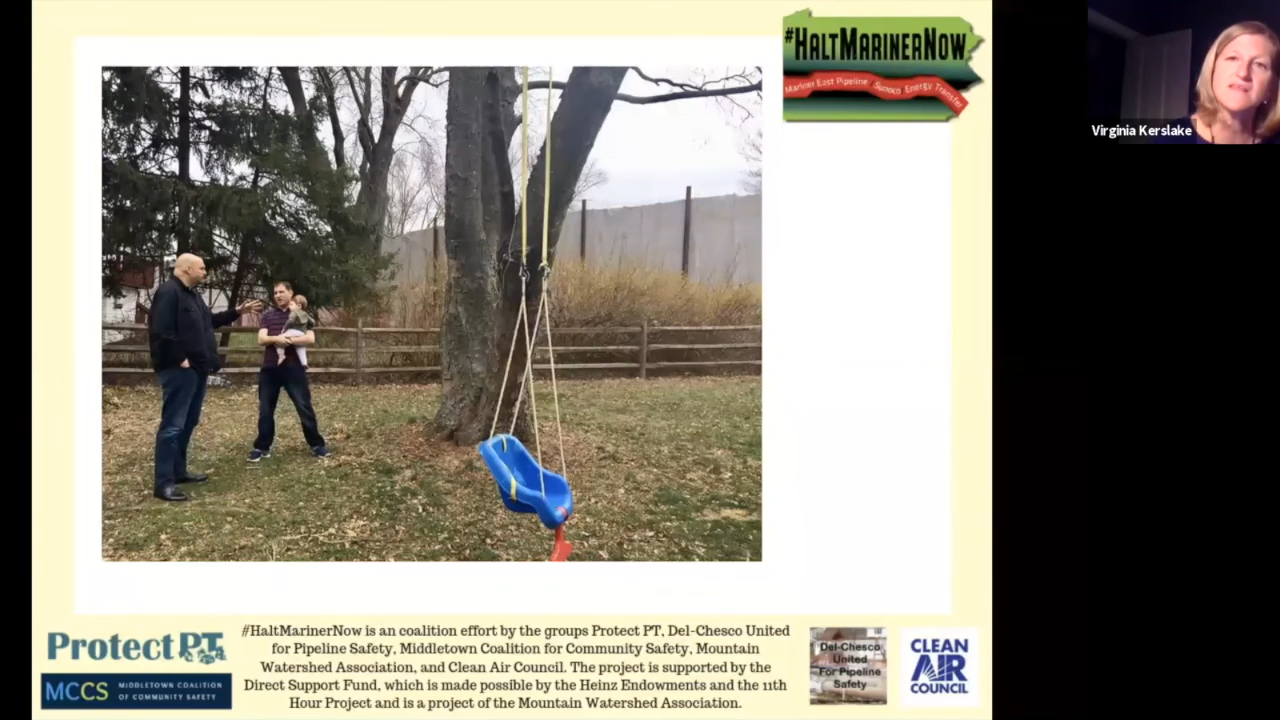 #HALTMARINERNOW
Mariner East Pipeline Sunoco Energy Transfer
Virginia Kerslake
Protect PT
MCCS MIDDLETOWN COALITION
OF COMMUNITY SAFETY
#HaltMarinerNow is an coalition effort by the groups Protect PT, Del-Chesco United
for Pipeline Safety, Middletown Coalition for Community Safety, Mountain
Watershed Association, and Clean Air Council. The project is supported by the
Direct Support Fund, which is made possible by the Heinz Endowments and the 11th
Hour Project and is a project of the Mountain Watershed Association.
Del-Chesco
United
For Pipeline
Safety
CLEAN
AIR
COUNCIL